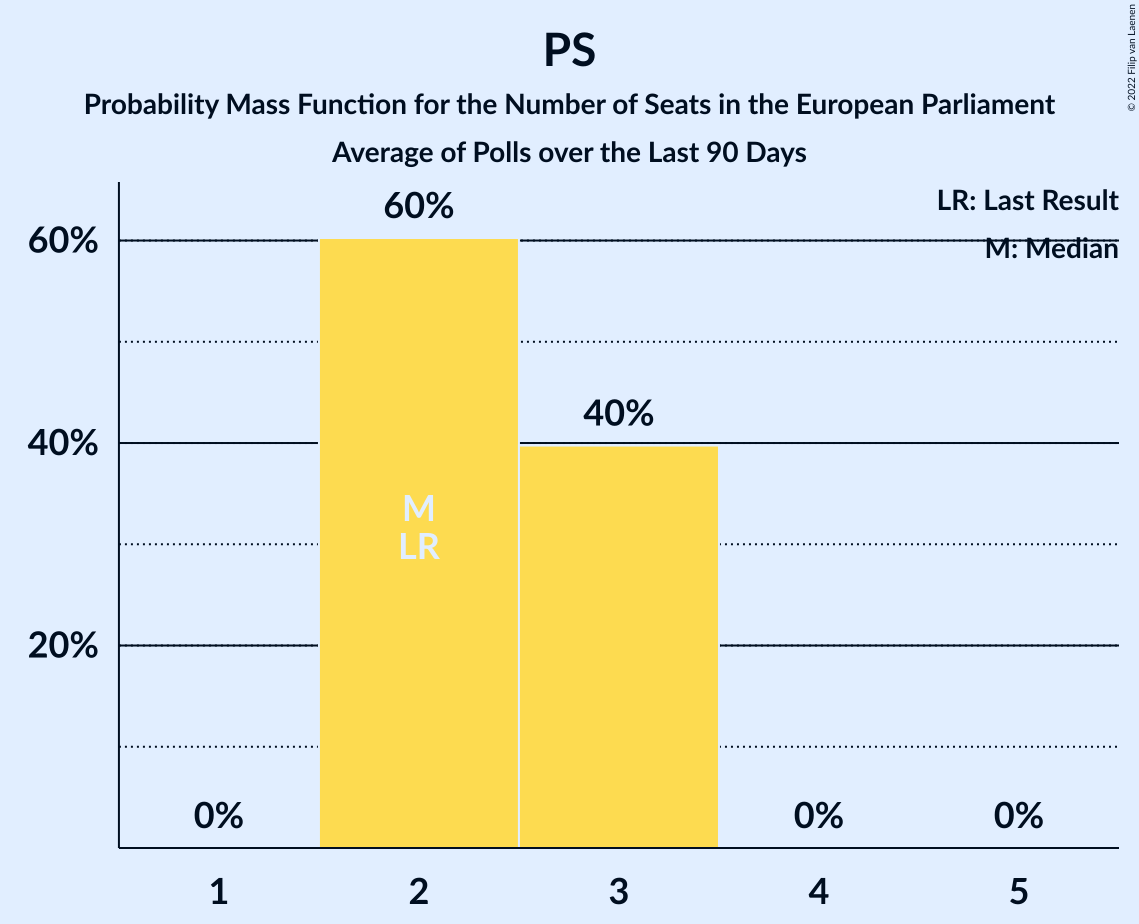 PS
Probability Mass Function for the Number of Seats in the European Parliament
Average of Polls over the Last 90 Days
© 2022 Filip van Laenen
LR: Last Result
M: Median
60%
40%
20%
60%
40%
M
LR
0%
0%
0%
1
2
3
4
5